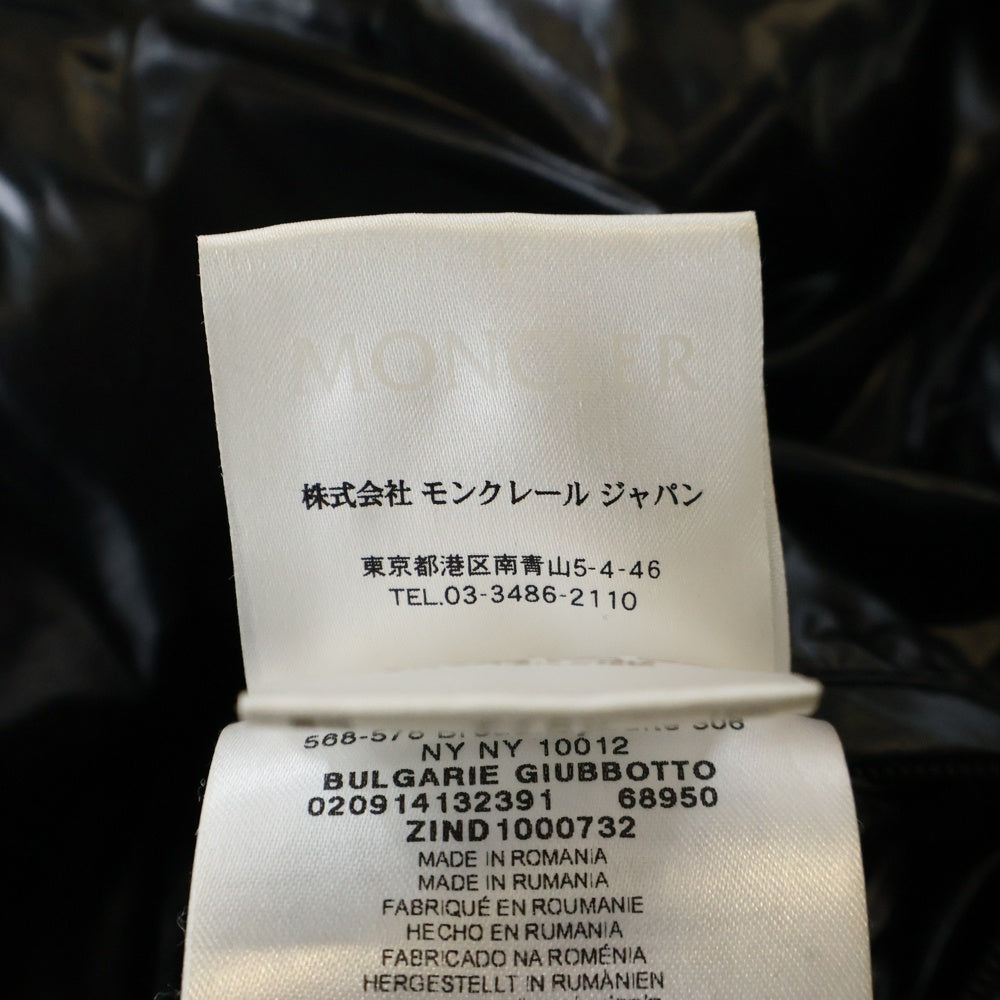 MONCLER
株式会社 モンクレール ジャパン
東京都港区南青山5-4-46
TEL.03-3486-2110
568-578
NY NY 10012
BULGARIE GIUBBOTTO
020914132391 68950
ZIND1000732
MADE IN ROMANIA
MADE IN RUMANIA
FABRIQUÉ EN ROUMANIE
HECHO EN RUMANIA
FABRICADO NA ROMÉNIA
HERGESTELLT IN RUMÄNIEN